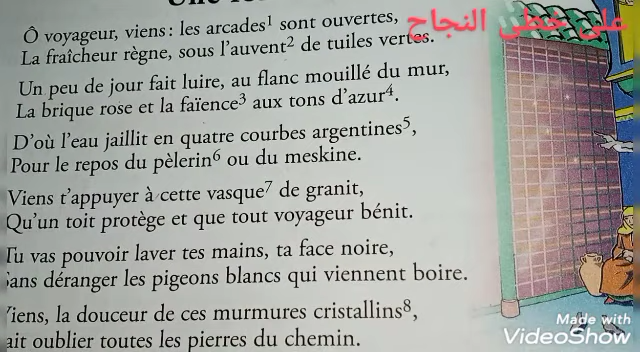 على خطى النجاح
Ô voyageur, viens : les arcades¹ sont ouvertes,
La fraîcheur règne, sous l'auvent² de tuiles vertes.
Un peu de jour fait luire, au flanc mouillé du mur,
La brique rose et la faïence³ aux tons d'azur⁴.
D'où l'eau jaillit en quatre courbes argentines⁵,
Pour le repos du pèlerin⁶ ou du meskine.
Viens t'appuyer à cette vasque⁷ de granit,
Qu'un toit protège et que tout voyageur bénit.
Tu vas pouvoir laver tes mains, ta face noire,
Sans déranger les pigeons blancs qui viennent boire.
Viens, la douceur de ces murmures cristallins⁸,
ait oublier toutes les pierres du chemin.
Made with
VideoShow